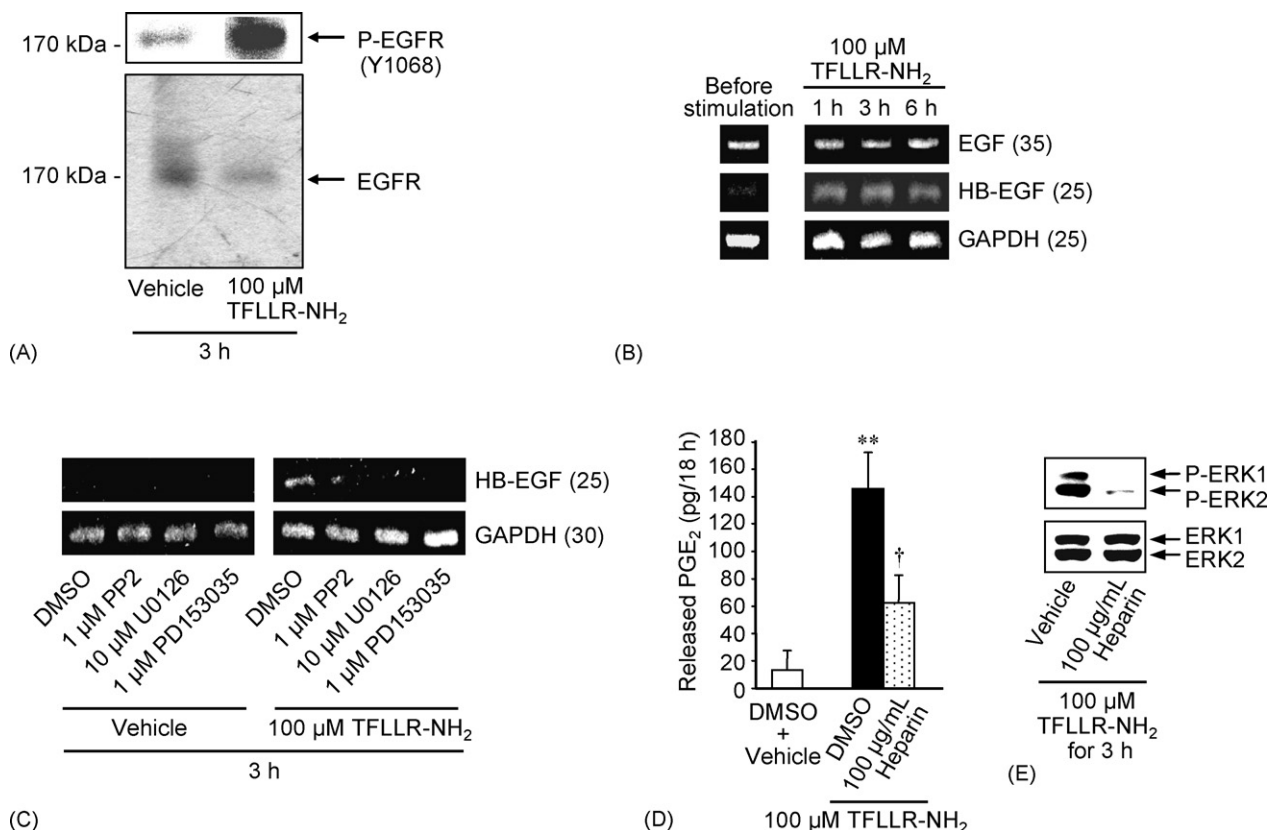 170 kDa -
P-EGFR
(Y1068)
170 kDa -
EGFR
Vehicle
100 µM
TFLLR-NH2
3 h
(A)
100 µM
TFLLR-NH2
Before
stimulation
1 h 3 h 6 h
EGF (35)
HB-EGF (25)
GAPDH (25)
(B)
HB-EGF (25)
GAPDH (30)
DMSO
1 µM PP2
10 µM U0126
1 µM PD153035
DMSO
1 µM PP2
10 µM U0126
1 µM PD153035
Vehicle
100 µM TFLLR-NH2
3 h
(C)
Released PGE2 (pg/18 h)
180
160
140
120
100
80
60
40
20
0
**
†
DMSO
+
Vehicle
DMSO
100 µg/mL
Heparin
100 µM TFLLR-NH2
(D)
P-ERK1
P-ERK2
ERK1
ERK2
Vehicle
100 µg/mL
Heparin
100 µM
TFLLR-NH2
for 3 h
(E)